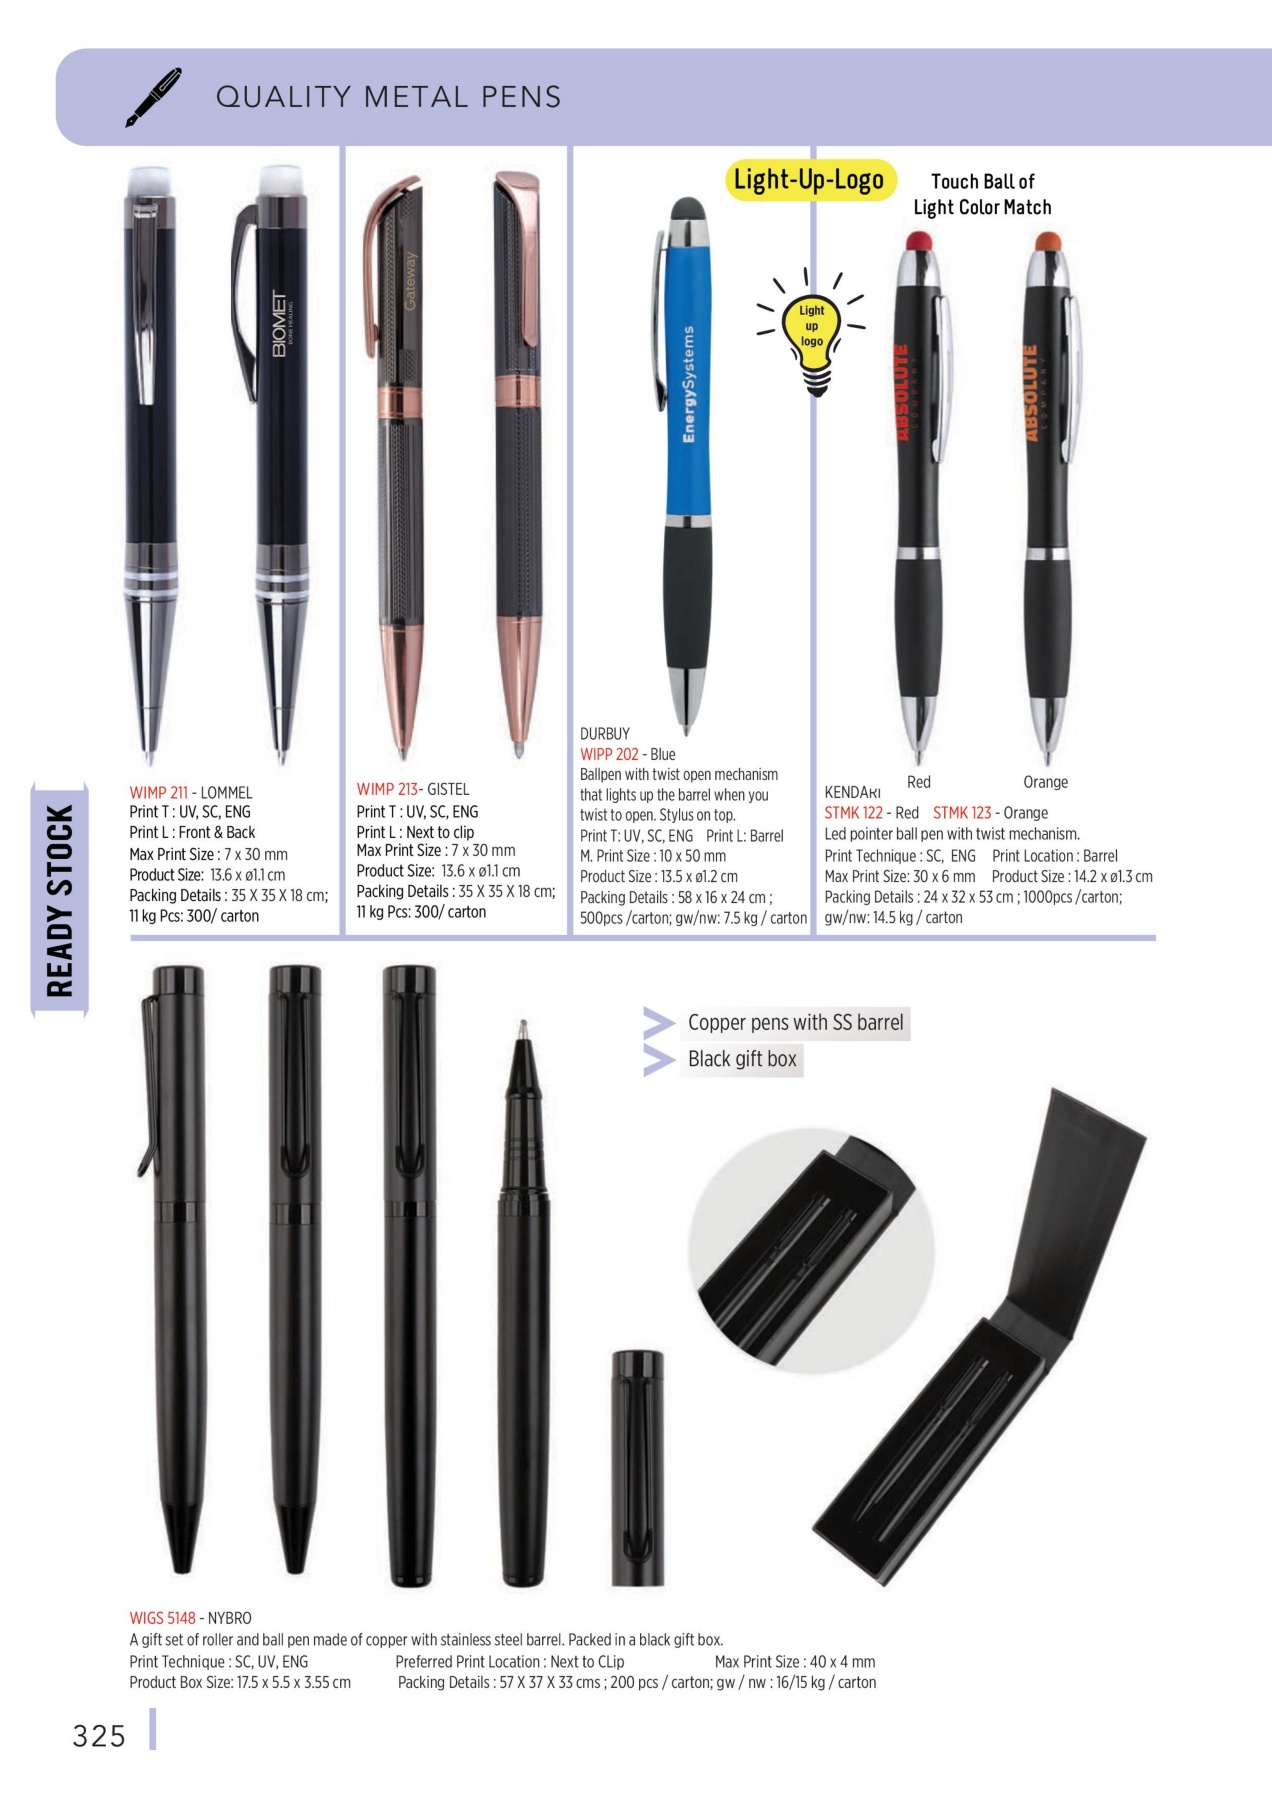 QUALITY METAL PENS
Light-Up-Logo
Touch Ball of
Light Color Match
BIOMET
BONE HEALING
Gateway
EnergySystems
Light
up
logo
ABSOLUTE
COMPANY
ABSOLUTE
COMPANY
WIMP 211 - LOMMEL
Print T : UV, SC, ENG
Print L : Front & Back
Max Print Size : 7 x 30 mm
Product Size: 13.6 x ø1.1 cm
Packing Details : 35 X 35 X 18 cm;
11 kg Pcs: 300/ carton
WIMP 213- GISTEL
Print T : UV, SC, ENG
Print L : Next to clip
Max Print Size : 7 x 30 mm
Product Size: 13.6 x ø1.1 cm
Packing Details : 35 X 35 X 18 cm;
11 kg Pcs: 300/ carton
DURBUY
WIPP 202 - Blue
Ballpen with twist open mechanism
that lights up the barrel when you
twist to open. Stylus on top.
Print T: UV, SC, ENG Print L: Barrel
M. Print Size : 10 x 50 mm
Product Size : 13.5 x ø1.2 cm
Packing Details : 58 x 16 x 24 cm ;
500pcs /carton; gw/nw: 7.5 kg / carton
Red
Orange
KENDAKI
STMK 122 - Red STMK 123 - Orange
Led pointer ball pen with twist mechanism.
Print Technique : SC, ENG Print Location : Barrel
Max Print Size: 30 x 6 mm Product Size : 14.2 x ø1.3 cm
Packing Details : 24 x 32 x 53 cm ; 1000pcs /carton;
gw/nw: 14.5 kg / carton
READY STOCK
Copper pens with SS barrel
Black gift box
WIGS 5148 - NYBRO
A gift set of roller and ball pen made of copper with stainless steel barrel. Packed in a black gift box.
Print Technique : SC, UV, ENG Preferred Print Location : Next to CLip Max Print Size : 40 x 4 mm
Product Box Size: 17.5 x 5.5 x 3.55 cm Packing Details : 57 X 37 X 33 cms ; 200 pcs / carton; gw / nw : 16/15 kg / carton
325